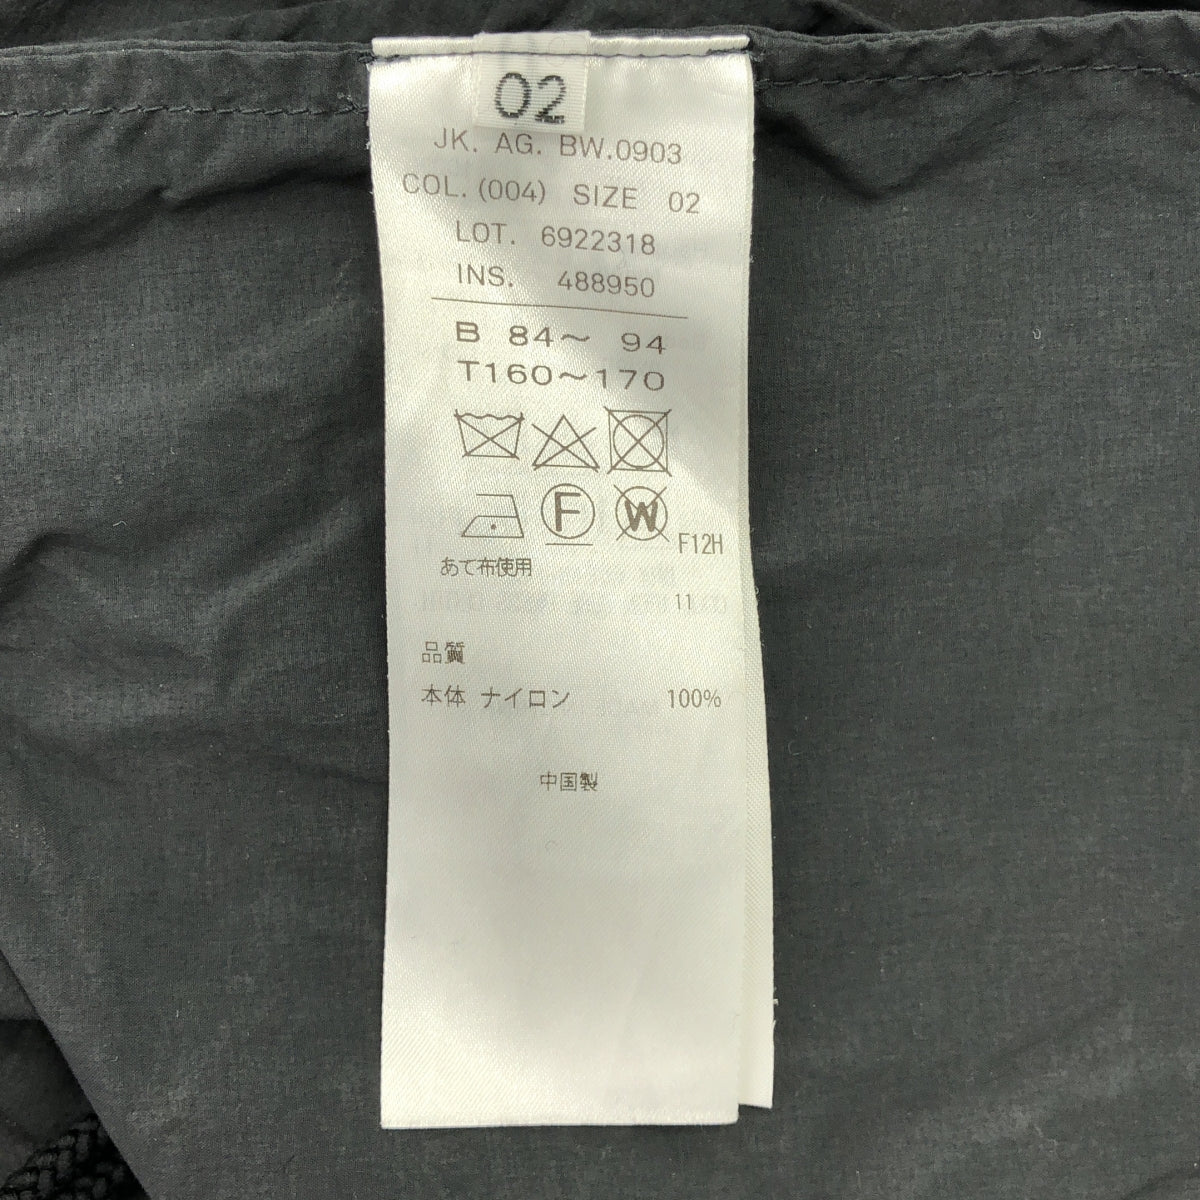 02
JK. AG. BW.0903
COL. (004) SIZE 02
LOT. 6922318
INS. 488950
B 84～ 94
T160～170
F W F12H
あて布使用
11
品質
本体 ナイロン 100%
中国製